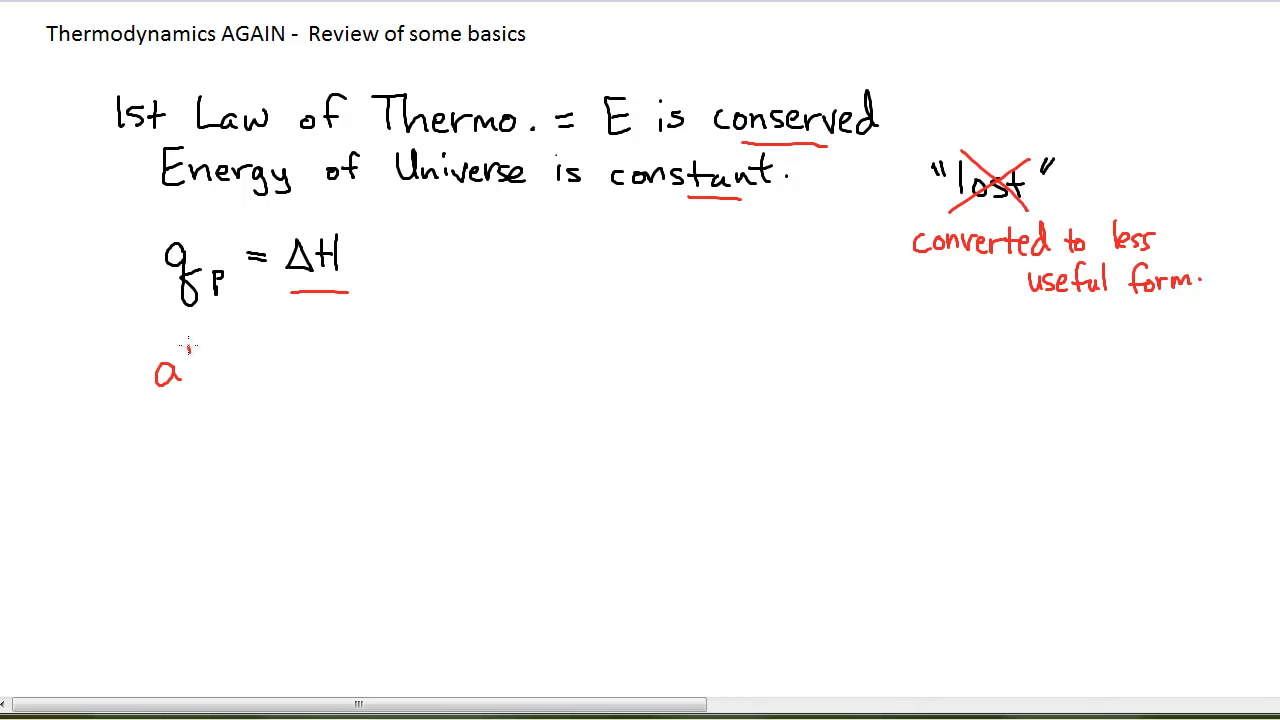 Thermodynamics AGAIN - Review of some basics
1st Law of Thermo. = E is conserved
Energy of Universe is constant.
"lost"
converted to less
useful form.
q_P = ΔH
a